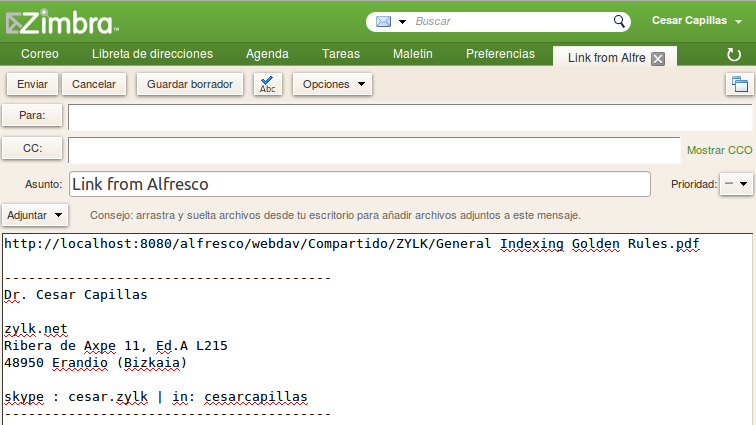 Zimbra™
Buscar
Cesar Capillas
Correo Libreta de direcciones Agenda Tareas Maletín Preferencias Link from Alfre
Enviar Cancelar Guardar borrador Abc Opciones
Para:
CC: Mostrar CCO
Asunto: Link from Alfresco Prioridad: —
Adjuntar Consejo: arrastra y suelta archivos desde tu escritorio para añadir archivos adjuntos a este mensaje.
http://localhost:8080/alfresco/webdav/Compartido/ZYLK/General Indexing Golden Rules.pdf
----------------------------------------
Dr. Cesar Capillas
zylk.net
Ribera de Axpe 11, Ed.A L215
48950 Erandio (Bizkaia)
skype : cesar.zylk | in: cesarcapillas
----------------------------------------